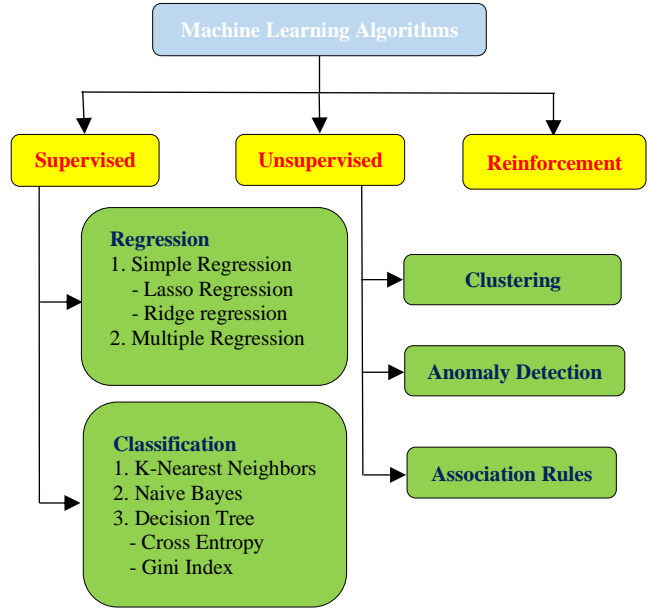 Machine Learning Algorithms
Supervised
Unsupervised
Reinforcement
Regression
1. Simple Regression
- Lasso Regression
- Ridge regression
2. Multiple Regression
Classification
1. K-Nearest Neighbors
2. Naive Bayes
3. Decision Tree
- Cross Entropy
- Gini Index
Clustering
Anomaly Detection
Association Rules